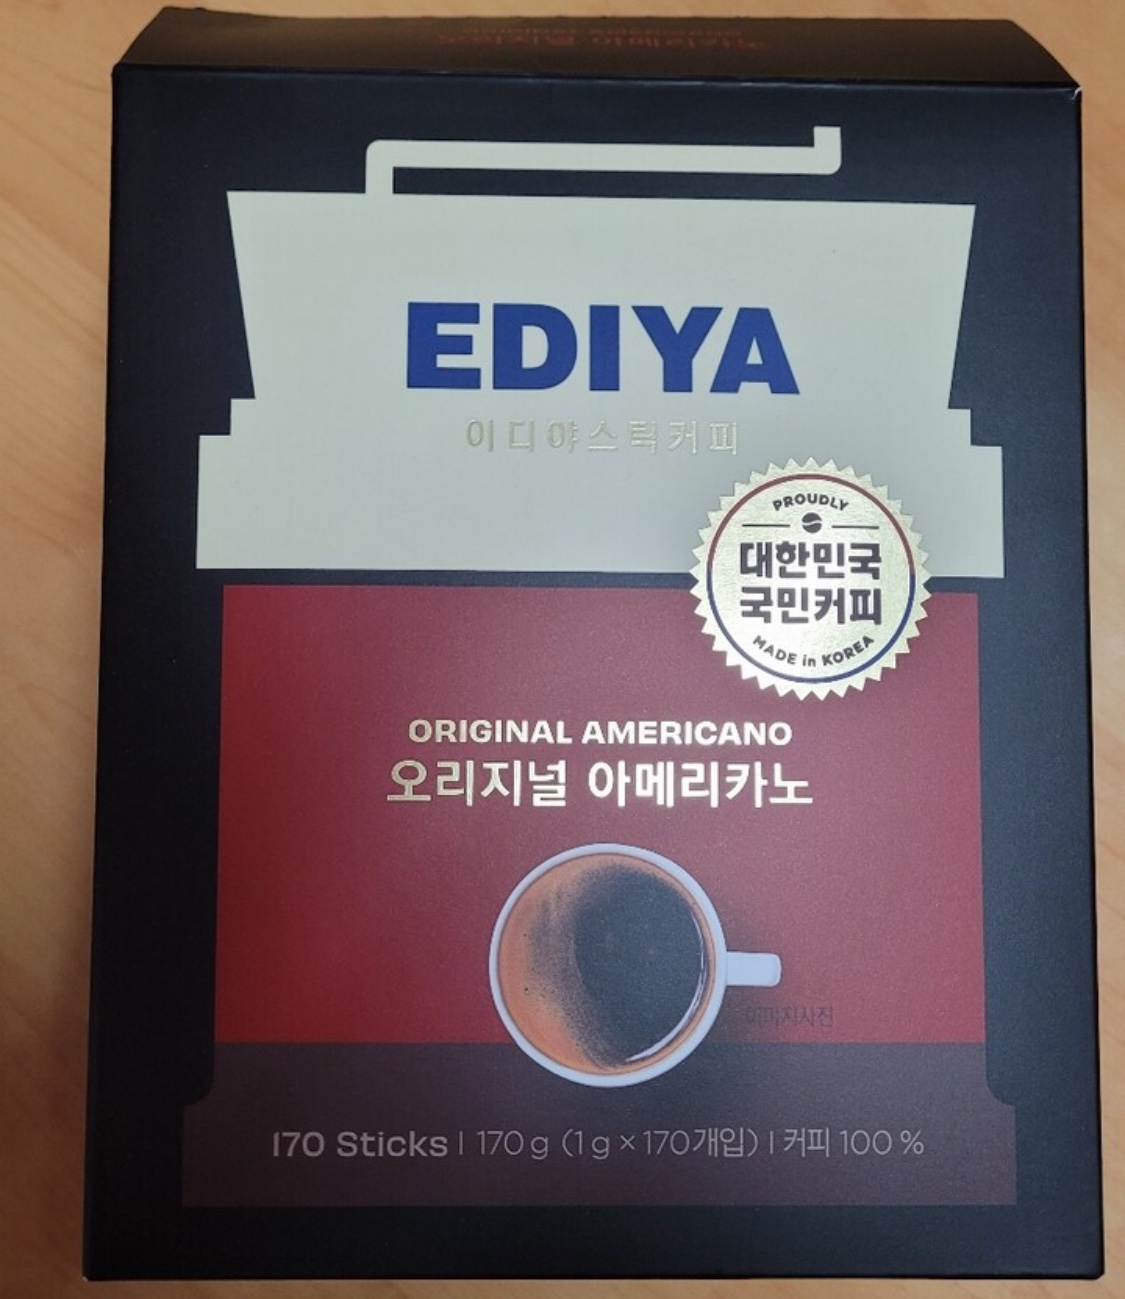 EDIYA
이디야스틱커피
PROUDLY
대한민국
국민커피
MADE in KOREA
ORIGINAL AMERICANO
오리지널 아메리카노
이미지사진
170 Sticks | 170 g (1 g × 170개입) | 커피 100 %